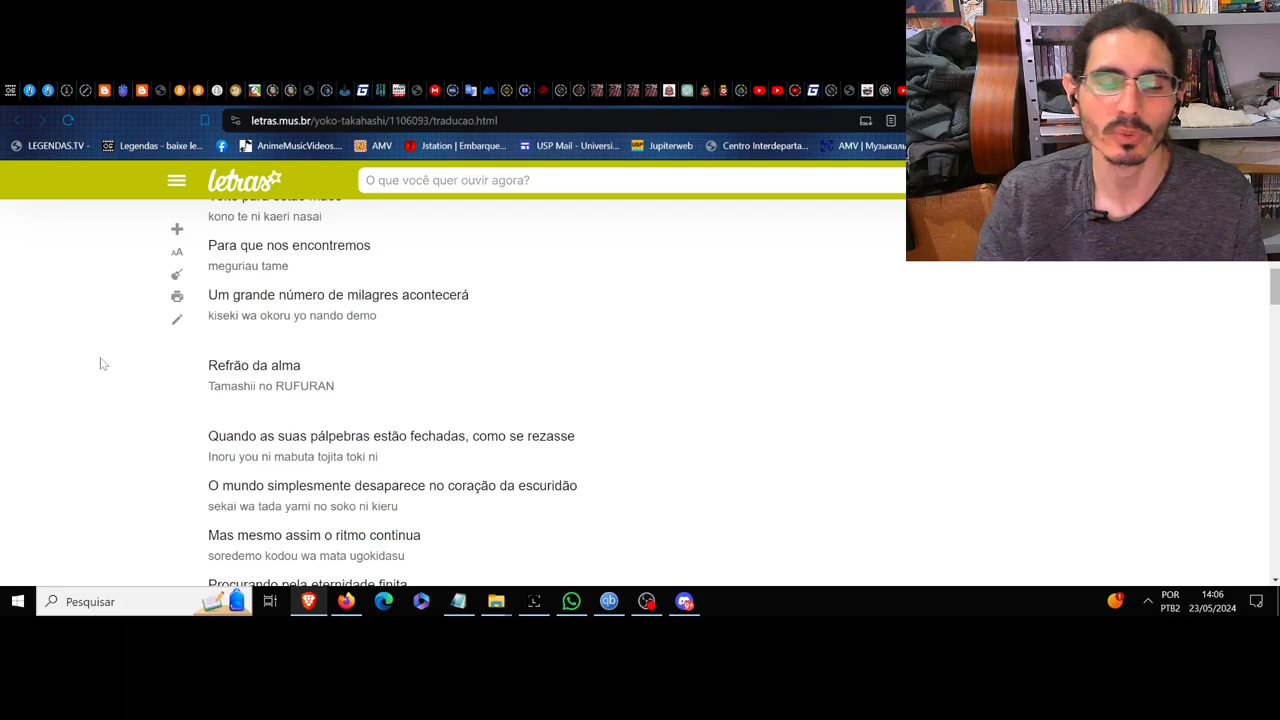 letras.mus.br/yoko-takahashi/1106093/traducao.html
LEGENDAS.TV -
Legendas - baixe le...
AnimeMusicVideos....
AMV
Jstation | Embarque...
USP Mail - Universi...
Jupiterweb
Centro Interdeparta...
AMV | Музыкаль
letras
O que você quer ouvir agora?
kono te ni kaeri nasai
Para que nos encontremos
meguriau tame
Um grande número de milagres acontecerá
kiseki wa okoru yo nando demo
Refrão da alma
Tamashii no RUFURAN
Quando as suas pálpebras estão fechadas, como se rezasse
Inoru you ni mabuta tojita toki ni
O mundo simplesmente desaparece no coração da escuridão
sekai wa tada yami no soko ni kieru
Mas mesmo assim o ritmo continua
soredemo kodou wa mata ugokidasu
Procurando pela eternidade finita
Pesquisar
POR
PTB2
14:06
23/05/2024